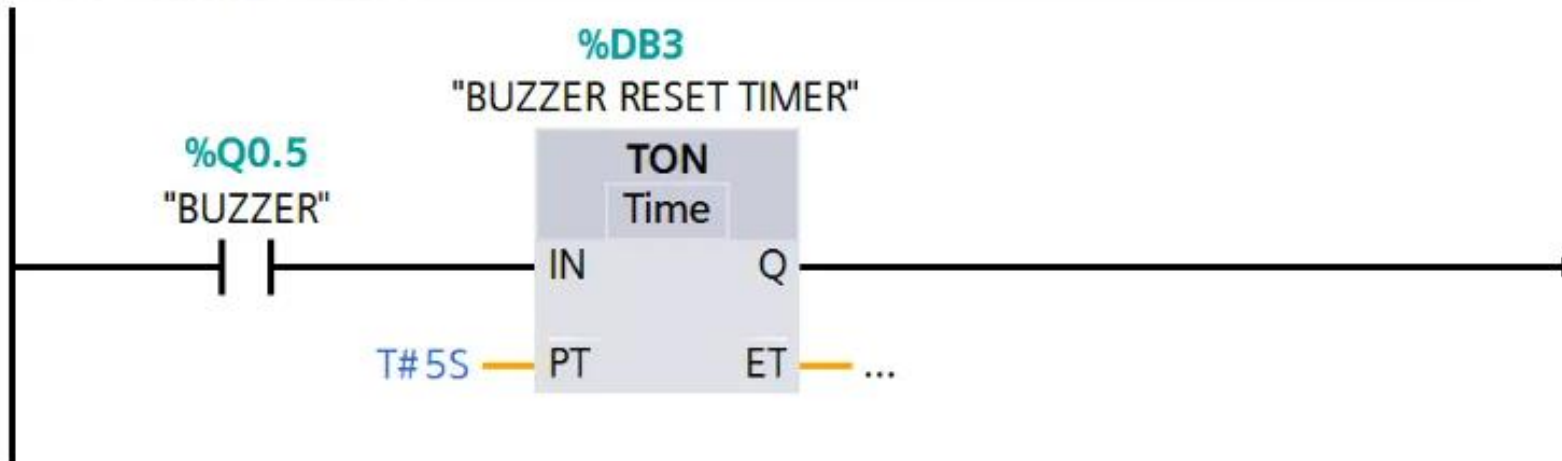 %DB3
"BUZZER RESET TIMER"
%Q0.5
"BUZZER"
TON
Time
IN Q
T#5S PT ET ...